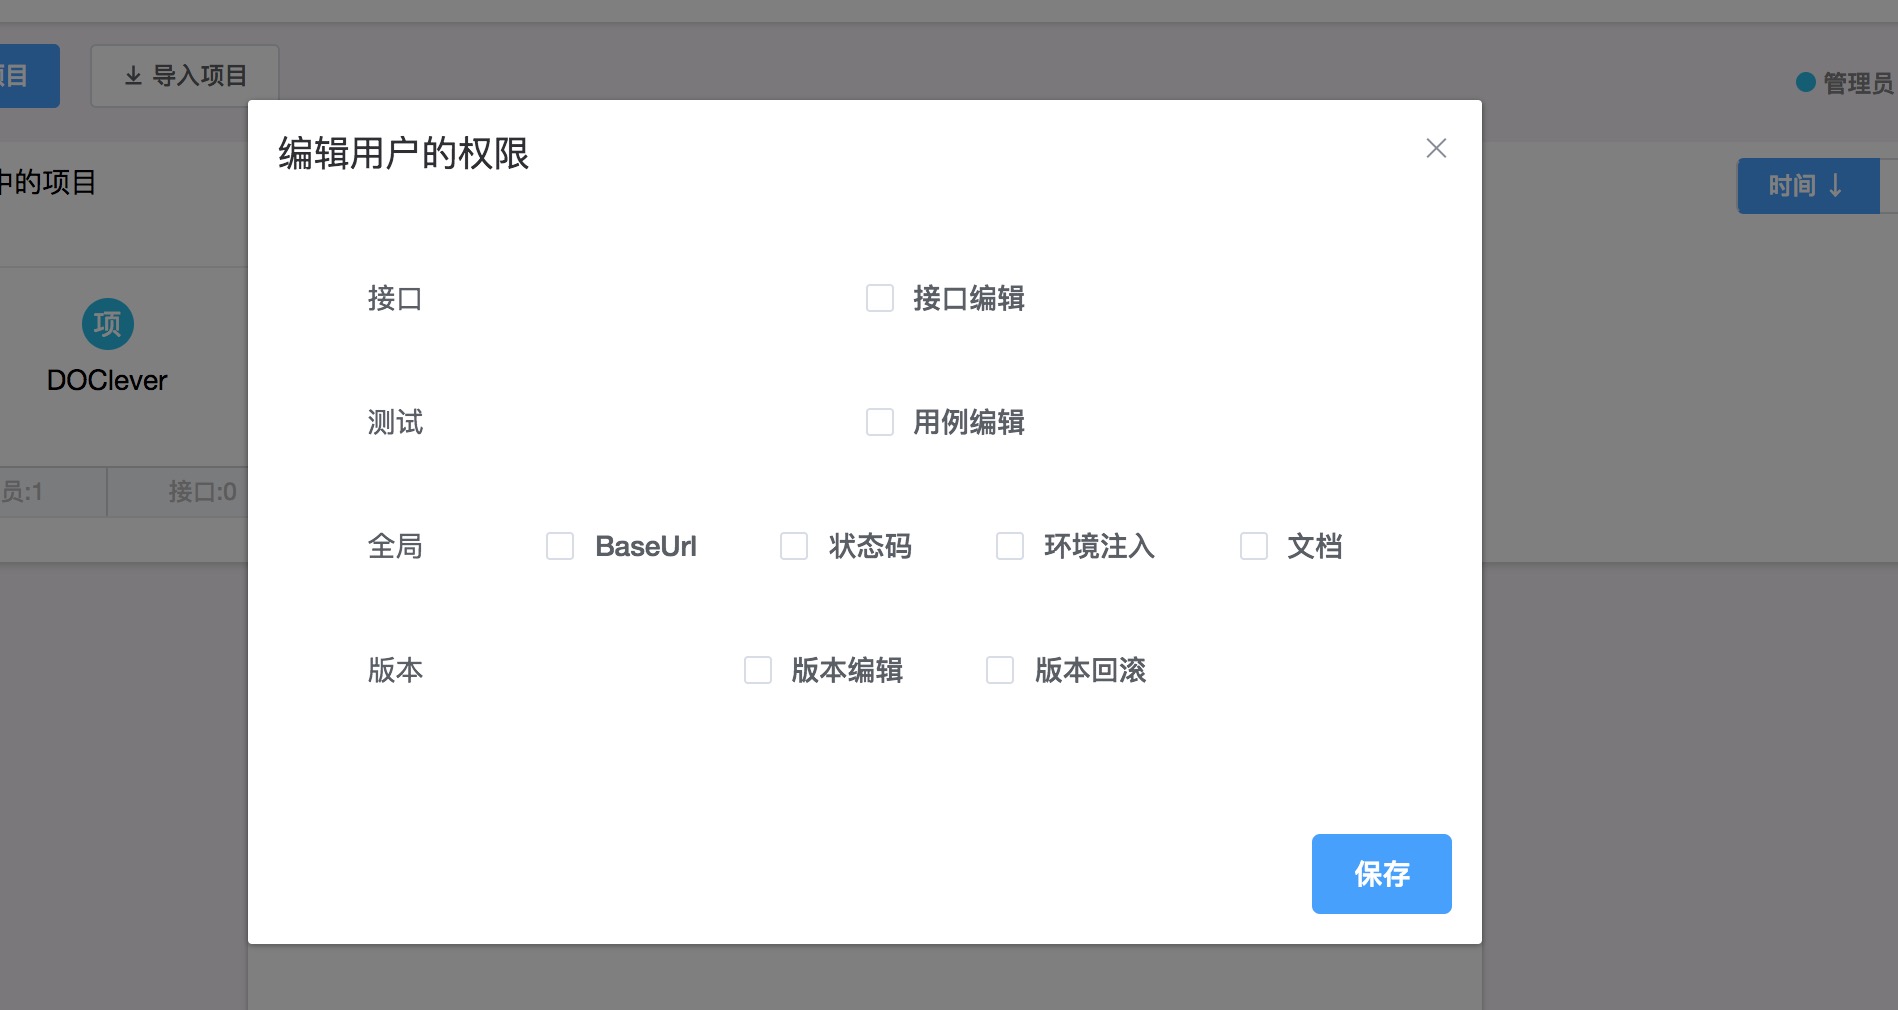 目
导入项目
管理员
编辑用户的权限
中的项目
时间 ↓
接口
接口编辑
项
DOClever
测试
用例编辑
员:1
接口:0
全局
BaseUrl
状态码
环境注入
文档
版本
版本编辑
版本回滚
保存